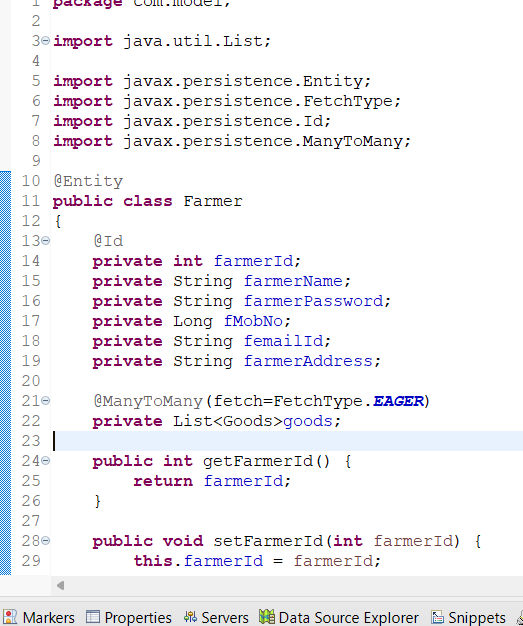 1 package com.model;
2
3 import java.util.List;
4
5 import javax.persistence.Entity;
6 import javax.persistence.FetchType;
7 import javax.persistence.Id;
8 import javax.persistence.ManyToMany;
9
10 @Entity
11 public class Farmer
12 {
13 @Id
14 private int farmerId;
15 private String farmerName;
16 private String farmerPassword;
17 private Long fMobNo;
18 private String femailId;
19 private String farmerAddress;
20
21 @ManyToMany(fetch=FetchType.EAGER)
22 private List<Goods>goods;
23
24 public int getFarmerId() {
25 return farmerId;
26 }
27
28 public void setFarmerId(int farmerId) {
29 this.farmerId = farmerId;
Markers Properties Servers Data Source Explorer Snippets